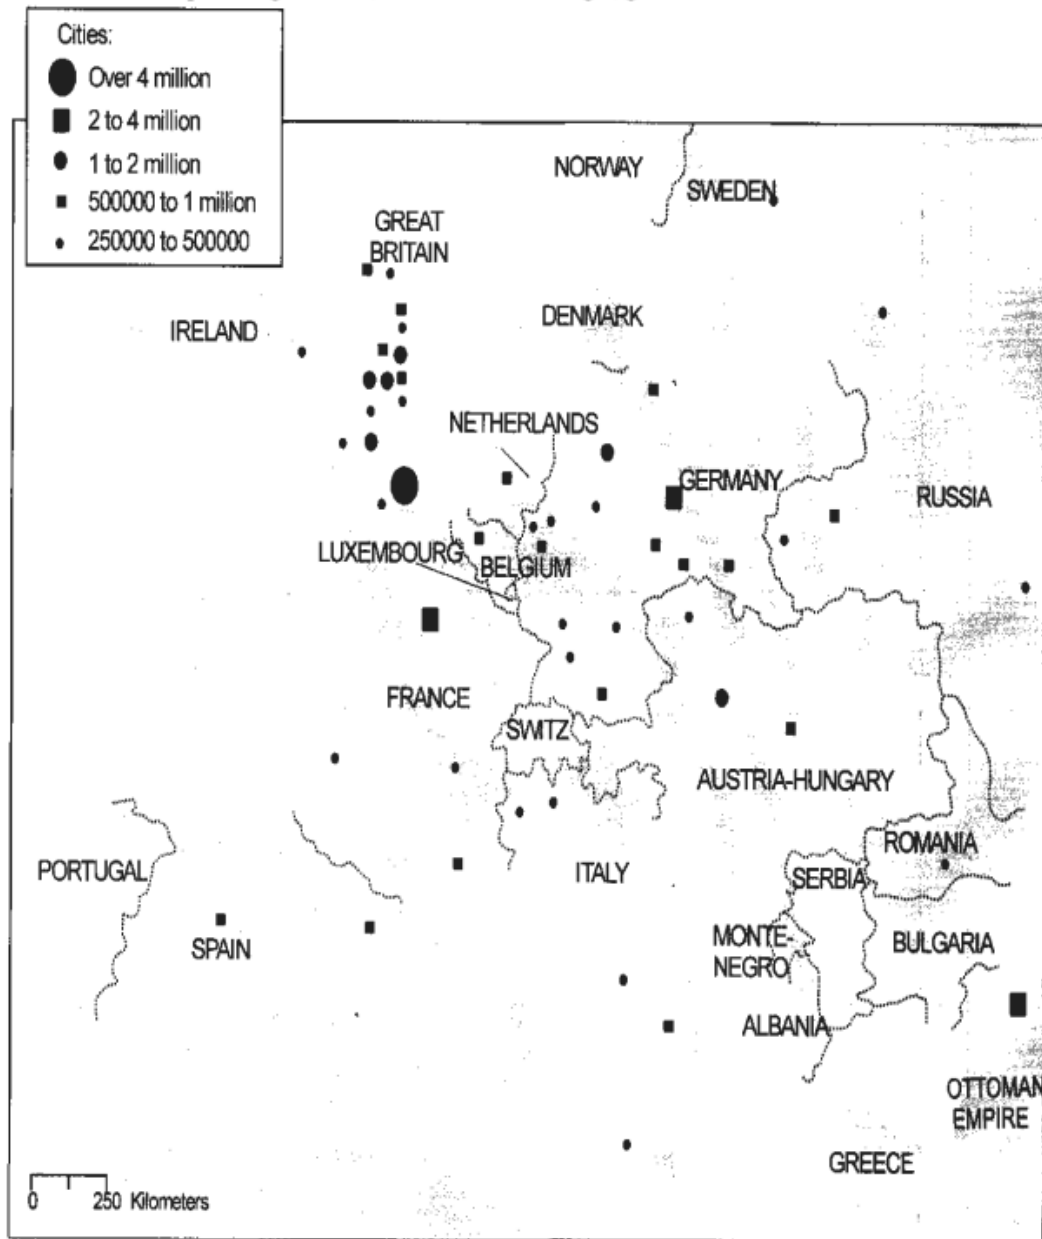 Cities:
Over 4 million
2 to 4 million
1 to 2 million
500000 to 1 million
250000 to 500000
NORWAY
SWEDEN
GREAT
BRITAIN
IRELAND
DENMARK
NETHERLANDS
GERMANY
RUSSIA
LUXEMBOURG
BELGIUM
FRANCE
SWITZ
AUSTRIA-HUNGARY
ROMANIA
PORTUGAL
ITALY
SERBIA
SPAIN
MONTE-
NEGRO
BULGARIA
ALBANIA
OTTOMAN
EMPIRE
GREECE
0 250 Kilometers